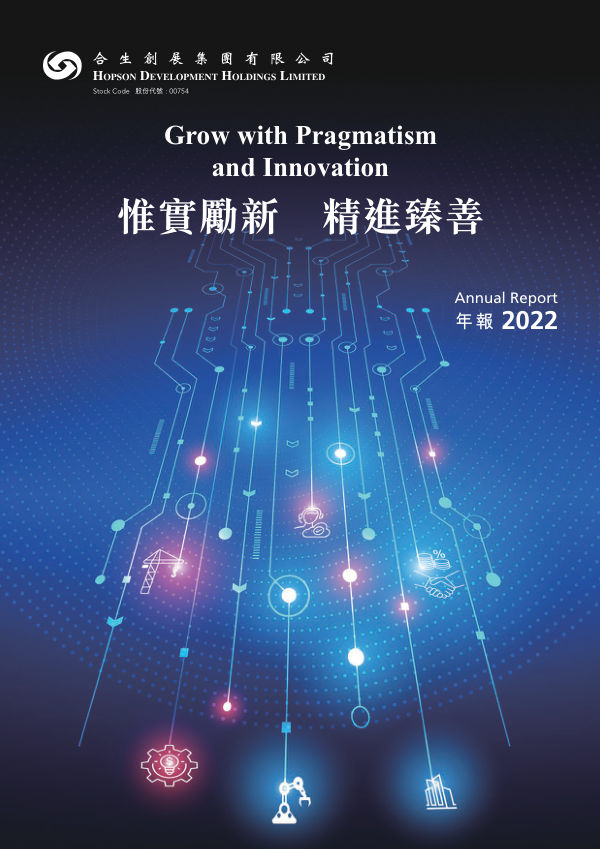 合生創展集團有限公司
HOPSON DEVELOPMENT HOLDINGS LIMITED
Stock Code 股份代號 : 00754
Grow with Pragmatism
and Innovation
惟實勵新 精進臻善
Annual Report
年報 2022
%